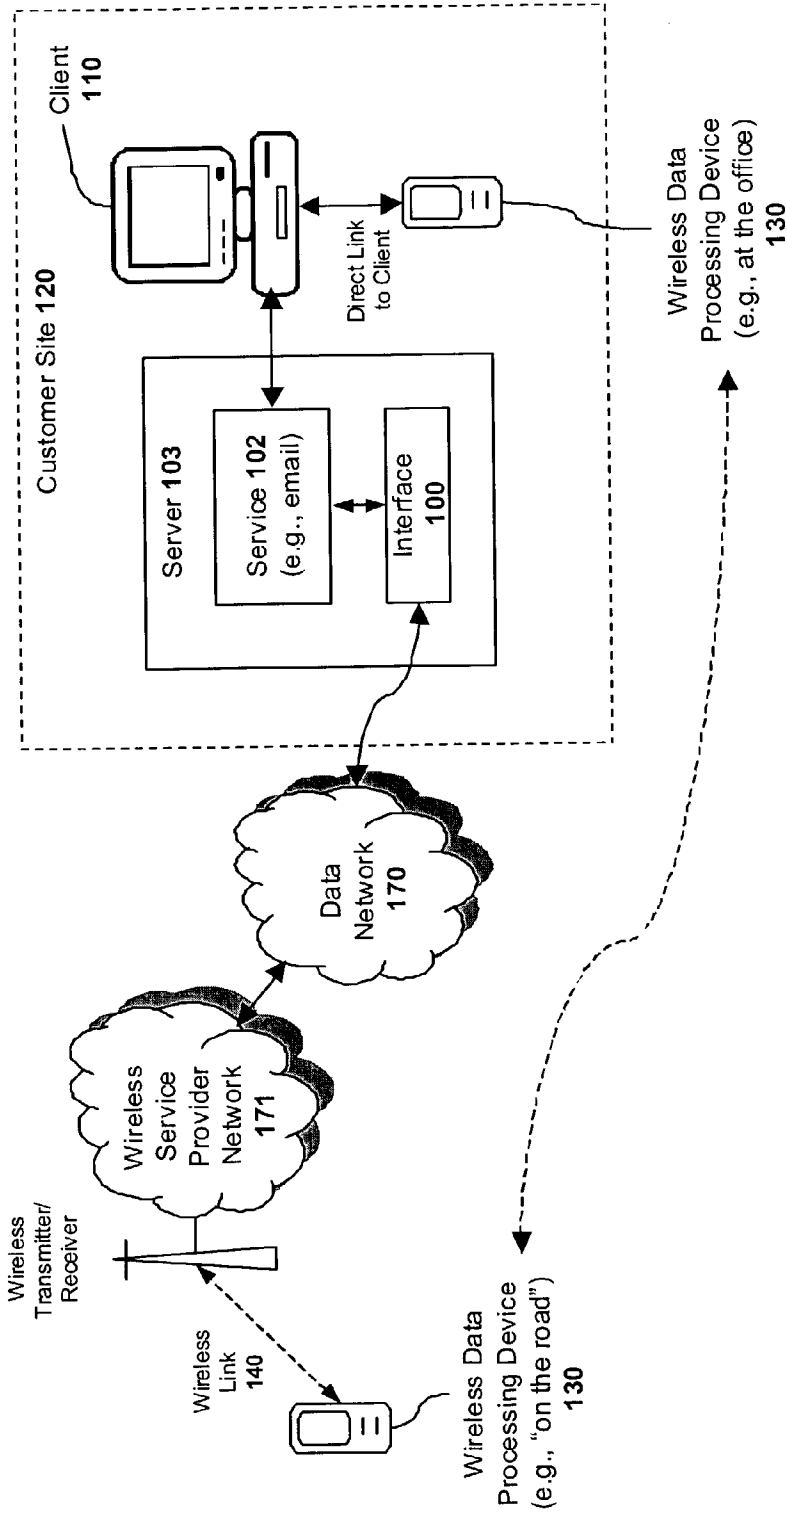 Wireless
Transmitter/
Receiver
Wireless
Link
140
Wireless Data
Processing Device
(e.g., "on the road")
130
Wireless
Service
Provider
Network
171
Data
Network
170
Customer Site 120
Server 103
Service 102
(e.g., email)
Interface
100
Client
110
Direct Link
to Client
Wireless Data
Processing Device
(e.g., at the office)
130